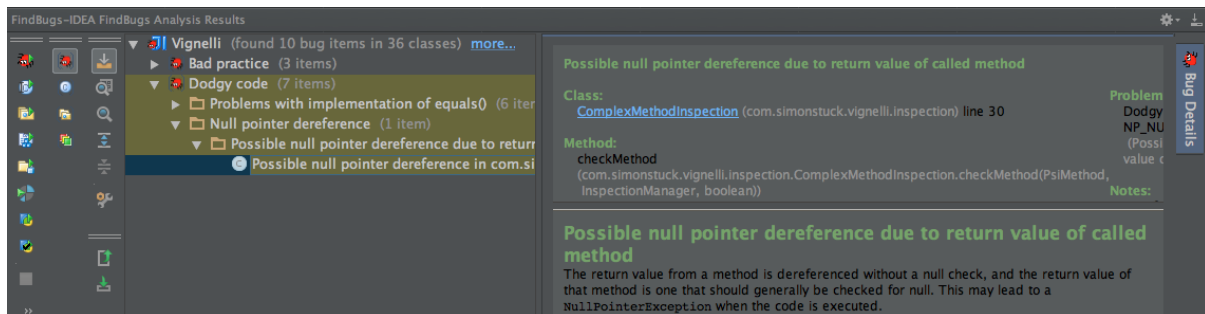 FindBugs-IDEA FindBugs Analysis Results
Vignelli (found 10 bug items in 36 classes) more...
Bad practice (3 items)
Dodgy code (7 items)
Problems with implementation of equals() (6 iter
Null pointer dereference (1 item)
Possible null pointer dereference due to return
Possible null pointer dereference in com.si
Possible null pointer dereference due to return value of called method
Class:
ComplexMethodInspection (com.simonstuck.vignelli.inspection) line 30
Method:
checkMethod
(com.simonstuck.vignelli.inspection.ComplexMethodInspection.checkMethod(PsiMethod,
InspectionManager, boolean))
Problem
Dodgy
NP_NU
(Possi
value c
Notes:
Possible null pointer dereference due to return value of called
method
The return value from a method is dereferenced without a null check, and the return value of
that method is one that should generally be checked for null. This may lead to a
NullPointerException when the code is executed.
Bug Details